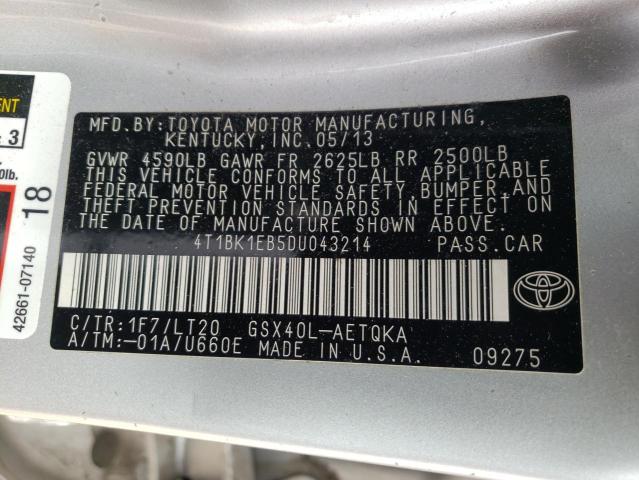 MFD.BY:TOYOTA MOTOR MANUFACTURING,
KENTUCKY,INC.05/13
GVWR 4590LB GAWR FR 2625LB RR 2500LB
THIS VEHICLE CONFORMS TO ALL APPLICABLE
FEDERAL MOTOR VEHICLE SAFETY, BUMPER,AND
THEFT PREVENTION STANDARDS IN EFFECT ON
THE DATE OF MANUFACTURE SHOWN ABOVE.
4T1BK1EB5DU043214 PASS.CAR
C/TR:1F7/LT20 GSX40L-AETQKA
A/TM:-01A/U660E MADE IN U.S.A. 09275
3
lb.
18
42661-07140